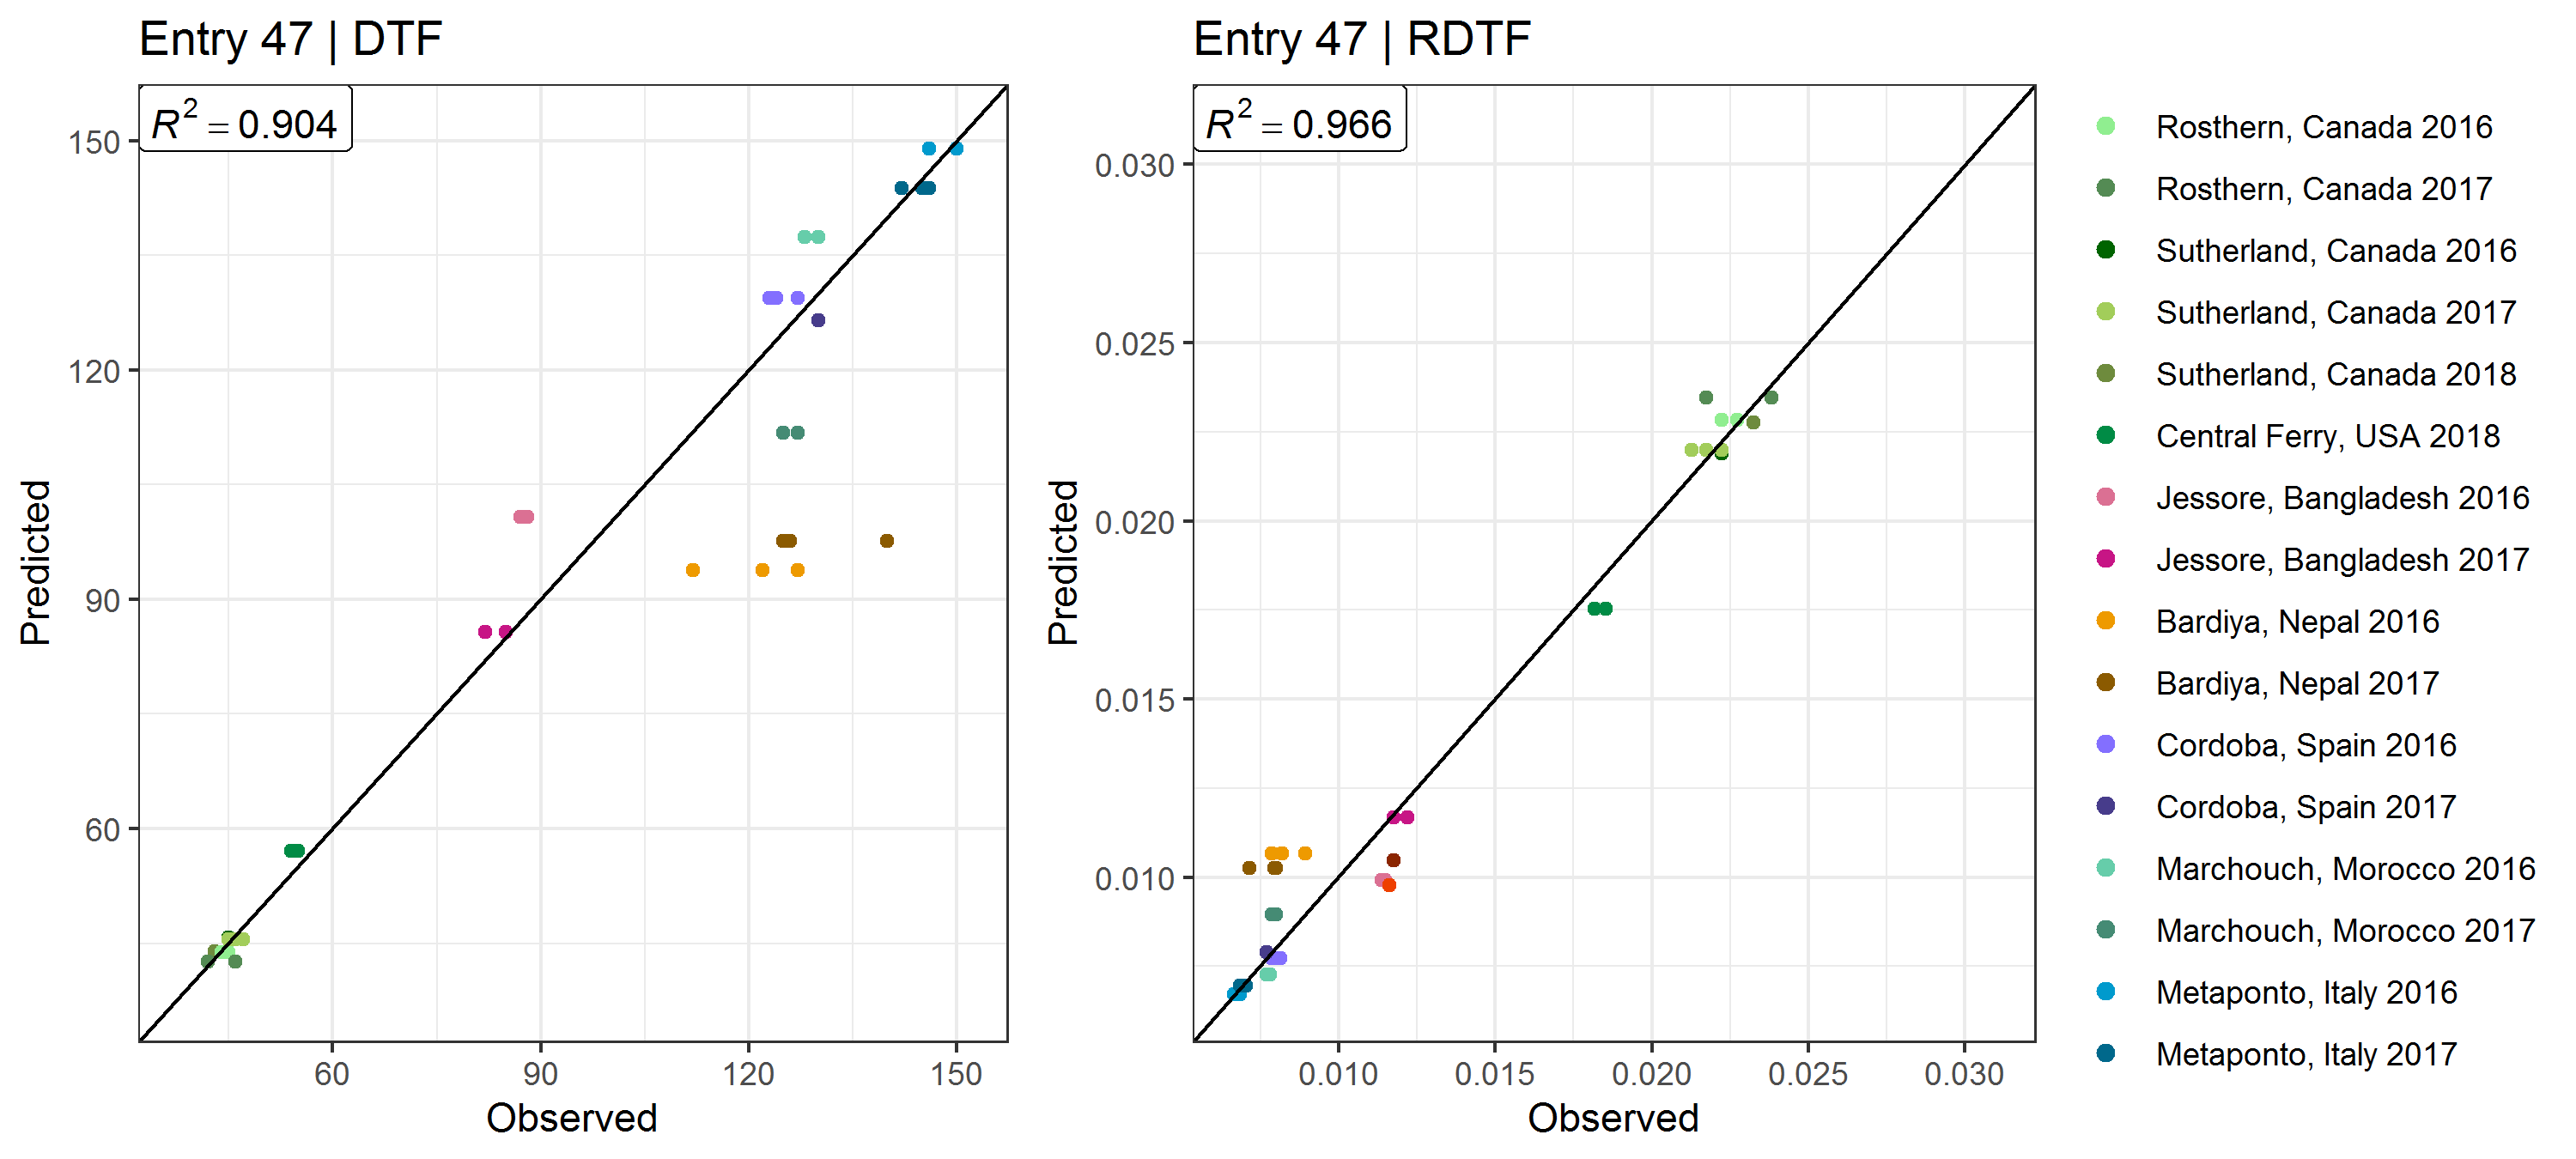 Entry 47 | DTF
R² = 0.904
150
120
90
60
60 90 120 150
Observed
Predicted
Entry 47 | RDTF
R² = 0.966
0.030
0.025
0.020
0.015
0.010
0.010 0.015 0.020 0.025 0.030
Observed
Predicted
Rosthern, Canada 2016
Rosthern, Canada 2017
Sutherland, Canada 2016
Sutherland, Canada 2017
Sutherland, Canada 2018
Central Ferry, USA 2018
Jessore, Bangladesh 2016
Jessore, Bangladesh 2017
Bardiya, Nepal 2016
Bardiya, Nepal 2017
Cordoba, Spain 2016
Cordoba, Spain 2017
Marchouch, Morocco 2016
Marchouch, Morocco 2017
Metaponto, Italy 2016
Metaponto, Italy 2017